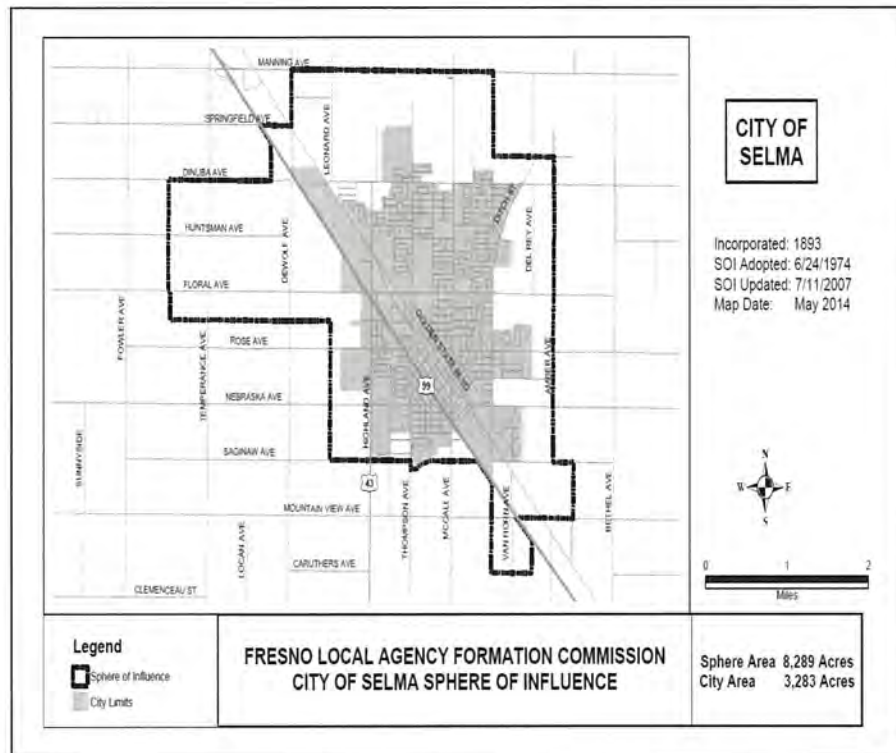 MANNING AVE
SPRINGFIELD AVE
LEONARD AVE
DINUBA AVE
DITCH ST
HUNTSMAN AVE
DEWOLF AVE
DEL REY AVE
FLORAL AVE
FOWLER AVE
TEMPERANCE AVE
GOLDEN STATE BLVD
ROSE AVE
AMBER AVE
99
NEBRASKA AVE
HIGHLAND AVE
SUNNYSIDE
SAGINAW AVE
43
THOMPSON AVE
MCCALL AVE
VAN HORN AVE
BETHEL AVE
MOUNTAIN VIEW AVE
LOCAN AVE
CARUTHERS AVE
CLEMENCEAU ST
CITY OF
SELMA
Incorporated: 1893
SOI Adopted: 6/24/1974
SOI Updated: 7/11/2007
Map Date: May 2014
N
W E
S
0 1 2
Miles
Legend
Sphere of Influence
City Limits
FRESNO LOCAL AGENCY FORMATION COMMISSION
CITY OF SELMA SPHERE OF INFLUENCE
Sphere Area 8,289 Acres
City Area 3,283 Acres